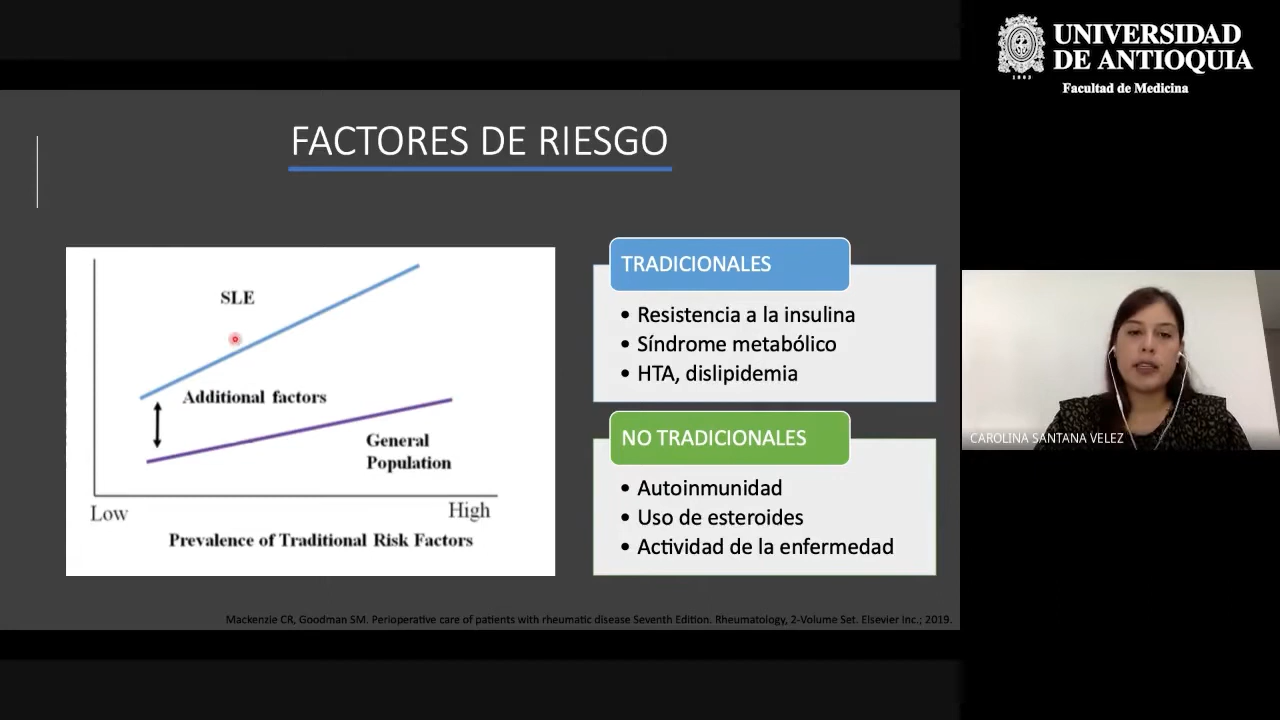 UNIVERSIDAD
DE ANTIOQUIA
1803
Facultad de Medicina
FACTORES DE RIESGO
SLE
Additional factors
General
Population
Low
High
Prevalence of Traditional Risk Factors
TRADICIONALES
• Resistencia a la insulina
• Síndrome metabólico
• HTA, dislipidemia
NO TRADICIONALES
• Autoinmunidad
• Uso de esteroides
• Actividad de la enfermedad
Mackenzie CR, Goodman SM. Perioperative care of patients with rheumatic disease Seventh Edition. Rheumatology, 2-Volume Set. Elsevier Inc.; 2019.
CAROLINA SANTANA VELEZ